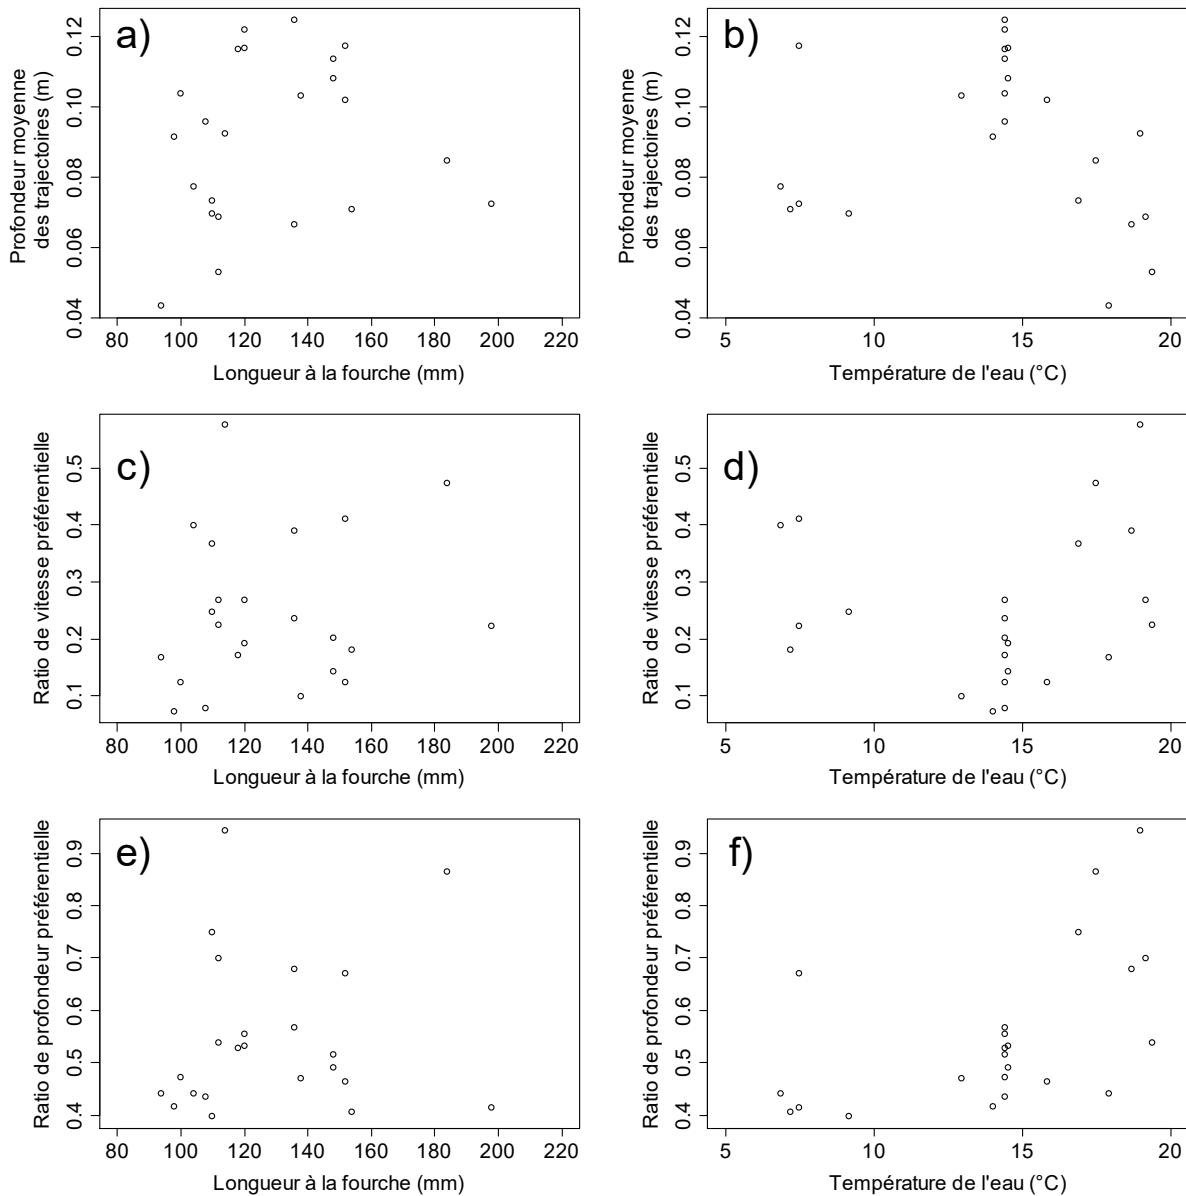 a)
Profondeur moyenne
des trajectoires (m)
0.04 0.06 0.08 0.10 0.12
80 100 120 140 160 180 200 220
Longueur à la fourche (mm)
b)
Profondeur moyenne
des trajectoires (m)
0.04 0.06 0.08 0.10 0.12
5 10 15 20
Température de l'eau (°C)
c)
Ratio de vitesse préférentielle
0.1 0.2 0.3 0.4 0.5
80 100 120 140 160 180 200 220
Longueur à la fourche (mm)
d)
Ratio de vitesse préférentielle
0.1 0.2 0.3 0.4 0.5
5 10 15 20
Température de l'eau (°C)
e)
Ratio de profondeur préférentielle
0.4 0.5 0.6 0.7 0.8 0.9
80 100 120 140 160 180 200 220
Longueur à la fourche (mm)
f)
Ratio de profondeur préférentielle
0.4 0.5 0.6 0.7 0.8 0.9
5 10 15 20
Température de l'eau (°C)